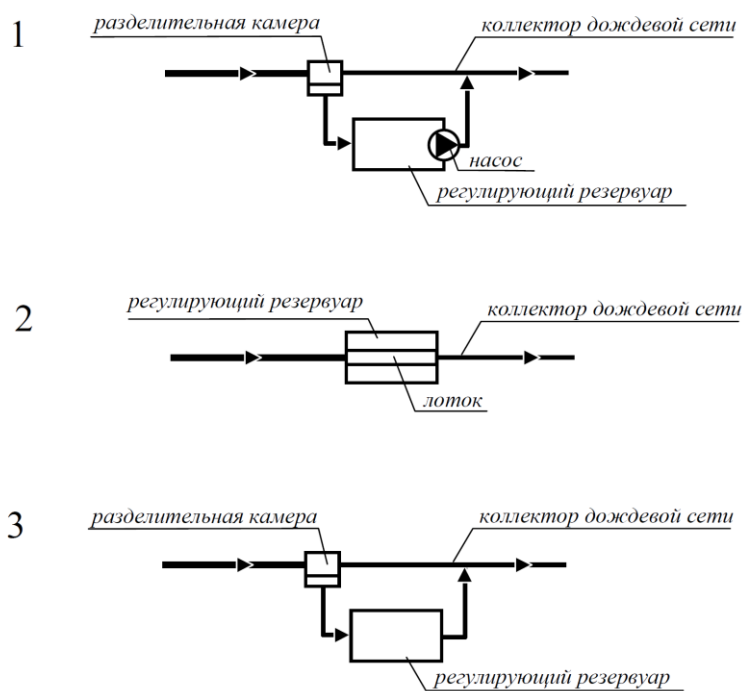 1
разделительная камера
коллектор дождевой сети
насос
регулирующий резервуар
2
регулирующий резервуар
коллектор дождевой сети
лоток
3
разделительная камера
коллектор дождевой сети
регулирующий резервуар